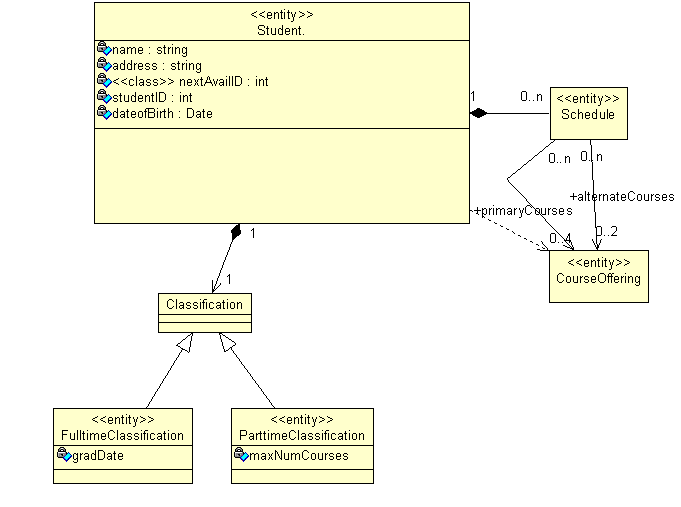 <<entity>>
Student.
name : string
address : string
<<class>> nextAvailID : int
studentID : int
dateofBirth : Date
1
0..n
<<entity>>
Schedule
0..n
0..n
+alternateCourses
+primaryCourses
0..4
0..2
<<entity>>
CourseOffering
1
1
Classification
<<entity>>
FulltimeClassification
gradDate
<<entity>>
ParttimeClassification
maxNumCourses